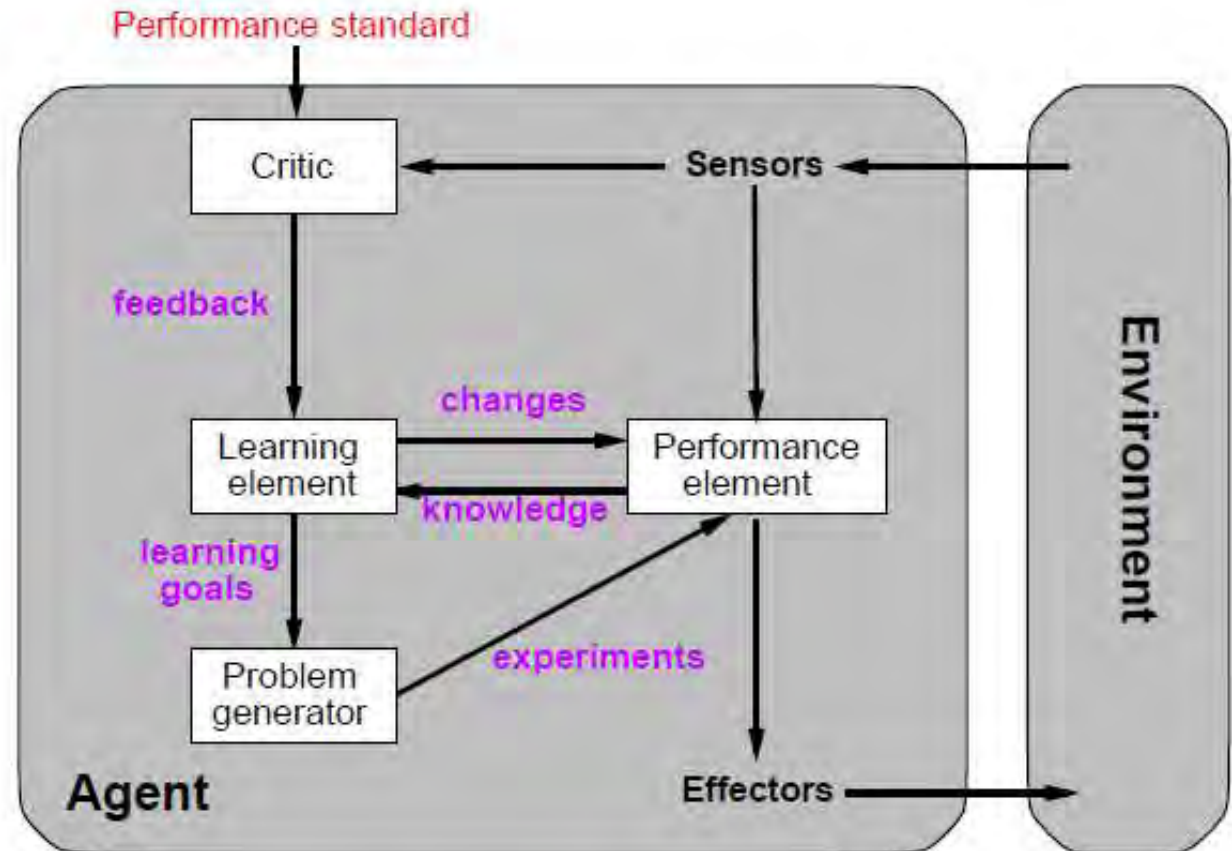 Performance standard
Critic
Sensors
feedback
changes
Learning
element
Performance
element
knowledge
learning
goals
experiments
Problem
generator
Agent
Effectors
Environment